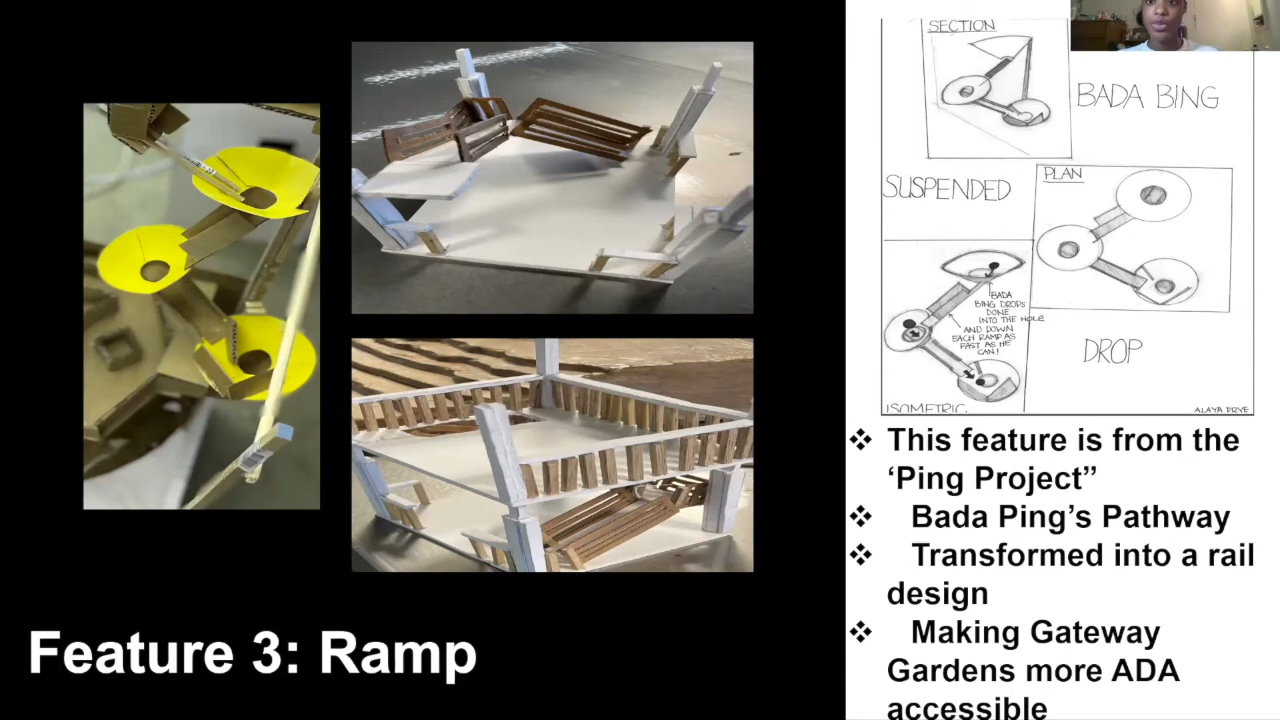 SECTION
BADA BING
SUSPENDED
PLAN
BADA
BING DROPS
DONE
INTO THE HOLE
AND DOWN
EACH RAMP AS
FAST AS HE
CAN!
DROP
ISOMETRIC
ALAYA DRYE
❖ This feature is from the
‘Ping Project”
❖ Bada Ping’s Pathway
❖ Transformed into a rail
design
❖ Making Gateway
Gardens more ADA
accessible
Feature 3: Ramp